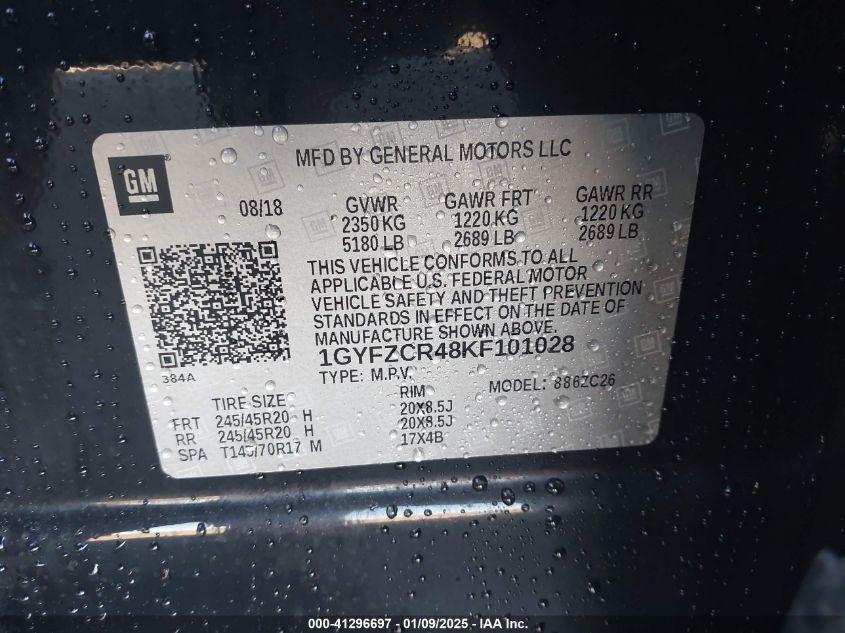 GM
MFD BY GENERAL MOTORS LLC
08/18
GVWR
2350 KG
5180 LB
GAWR FRT
1220 KG
2689 LB
GAWR RR
1220 KG
2689 LB
THIS VEHICLE CONFORMS TO ALL
APPLICABLE U.S. FEDERAL MOTOR
VEHICLE SAFETY AND THEFT PREVENTION
STANDARDS IN EFFECT ON THE DATE OF
MANUFACTURE SHOWN ABOVE.
1GYFZCR48KF101028
384A
TYPE: M.P.V.
MODEL: 886ZC26
TIRE SIZE RIM
FRT 245/45R20 H 20X8.5J
RR 245/45R20 H 20X8.5J
SPA T145/70R17 M 17X4B
000-41296697 - 01/09/2025 - IAA Inc.